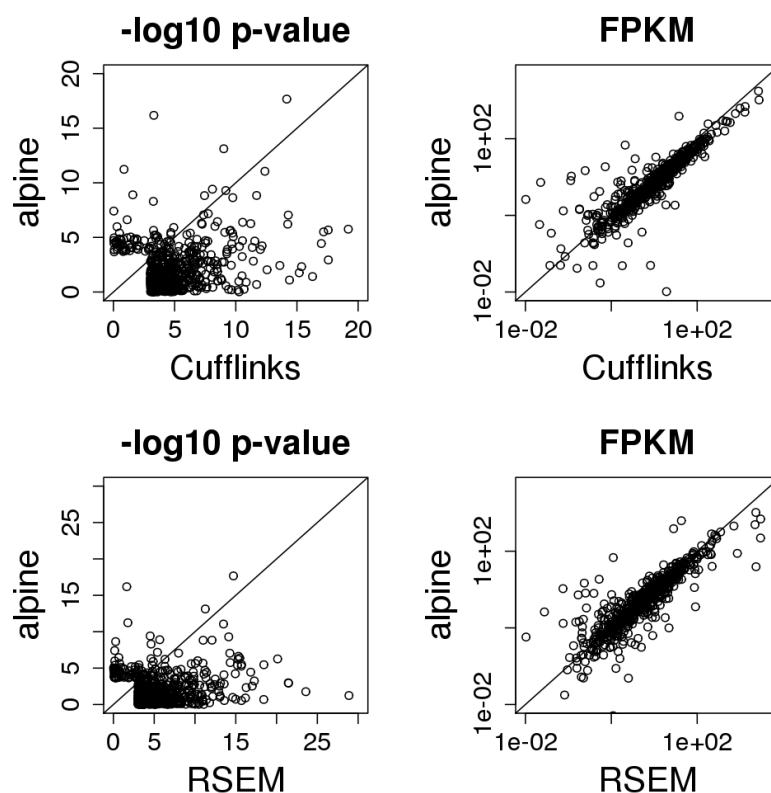 -log10 p-value
FPKM
alpine
20
15
10
5
0
0
5
10
15
20
Cufflinks
alpine
1e+02
1e-02
1e-02
1e+02
Cufflinks
-log10 p-value
FPKM
alpine
25
15
5
0
0
5
15
25
RSEM
alpine
1e+02
1e-02
1e-02
1e+02
RSEM